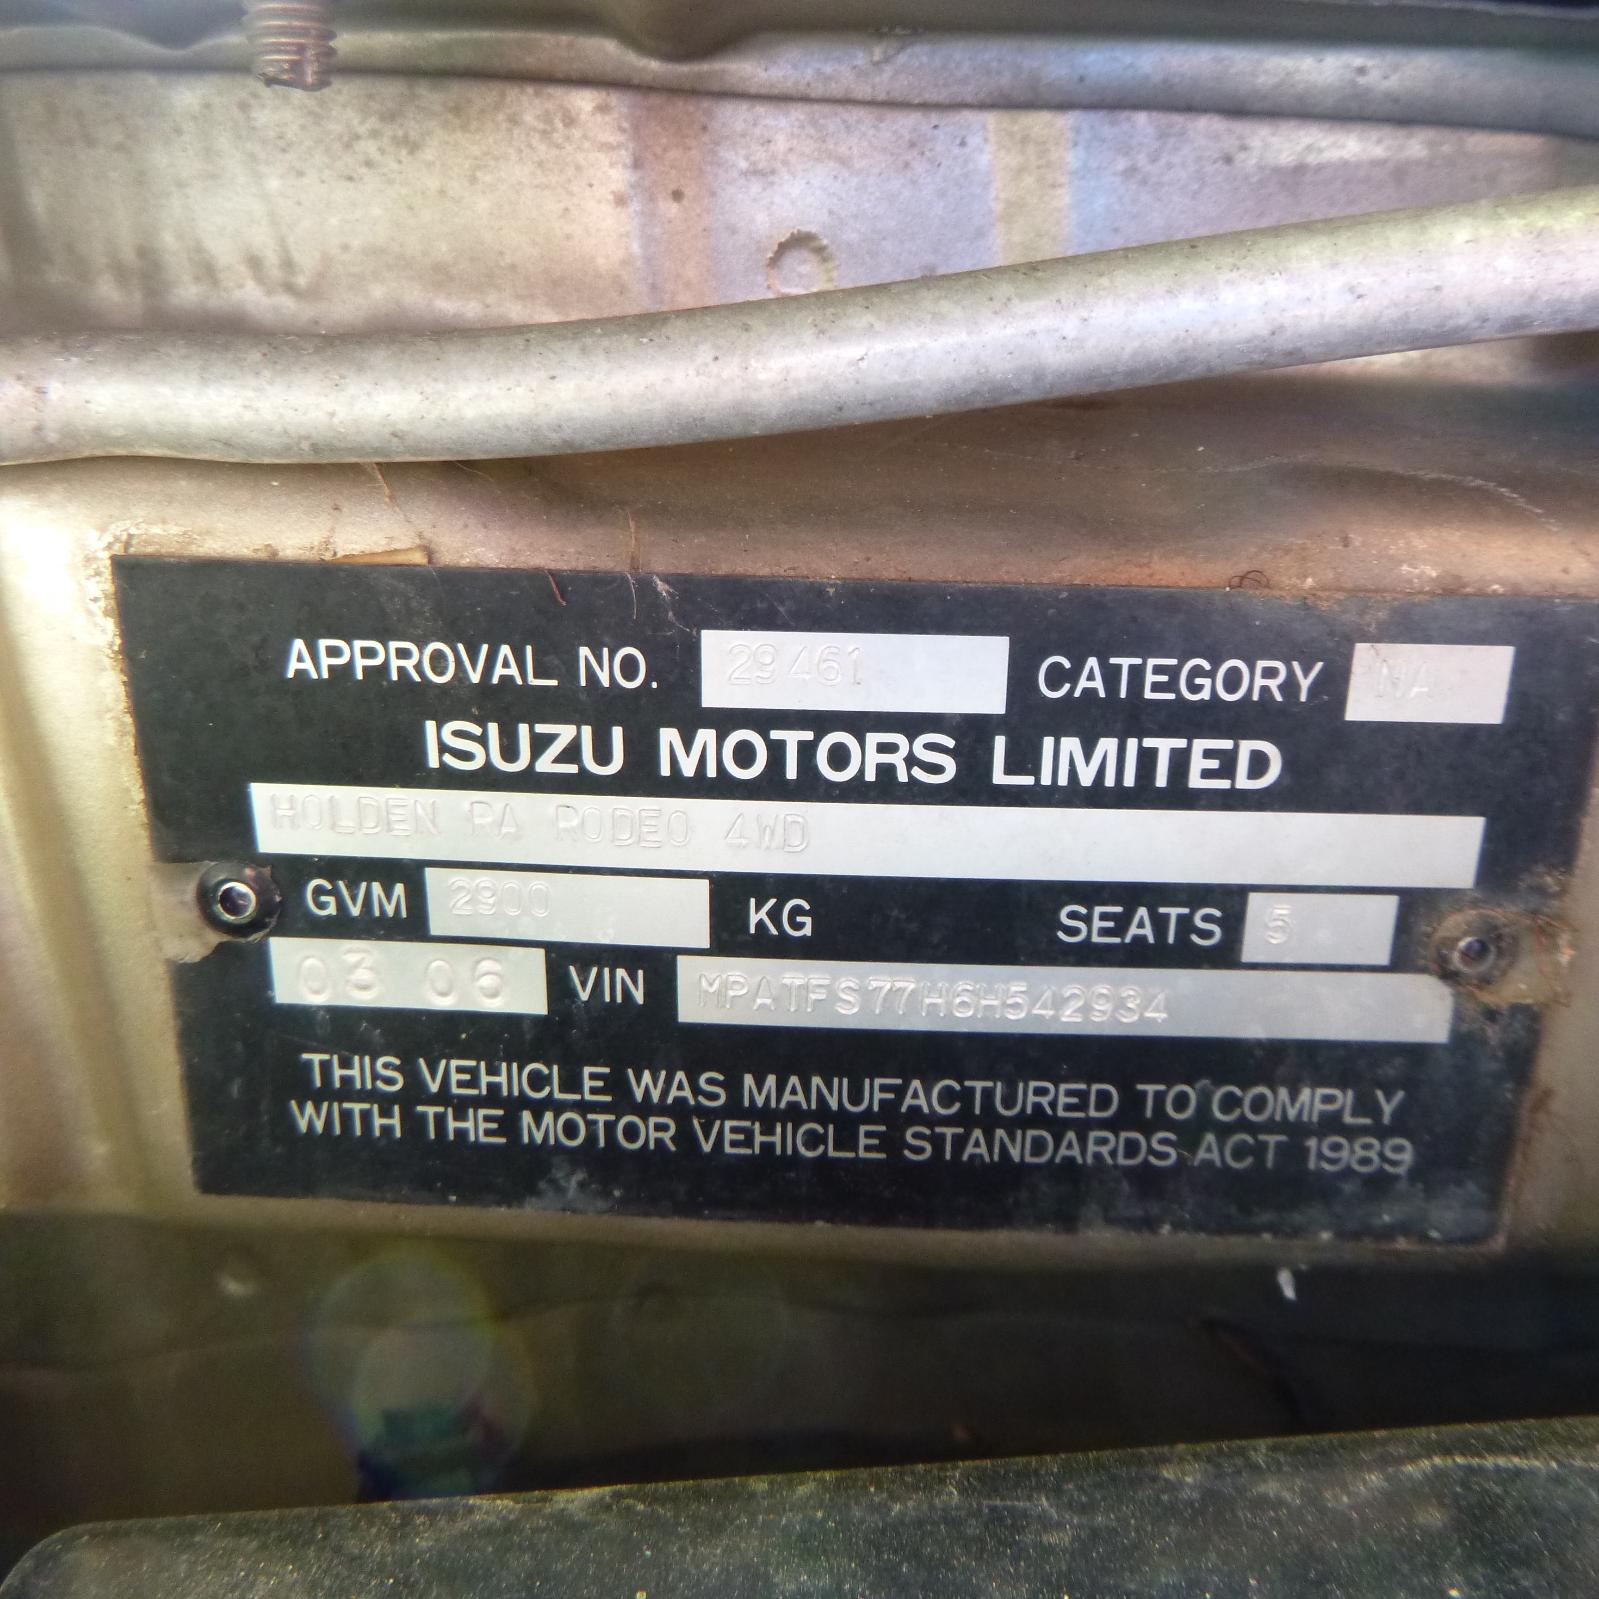 APPROVAL NO. 29461 CATEGORY NA
ISUZU MOTORS LIMITED
HOLDEN RA RODEO 4WD
GVM 2900 KG SEATS 5
03 06 VIN MPATFS77H6H542934
THIS VEHICLE WAS MANUFACTURED TO COMPLY
WITH THE MOTOR VEHICLE STANDARDS ACT 1989